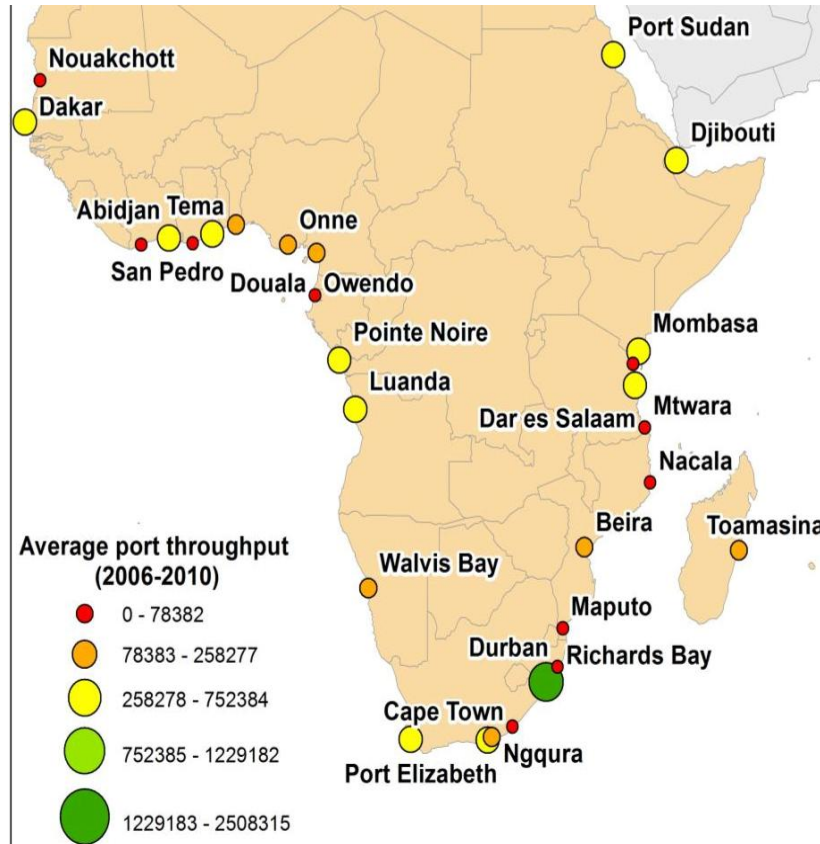 Port Sudan
Nouakchott
Dakar
Djibouti
Abidjan Tema
Onne
San Pedro
Douala Owendo
Pointe Noire
Mombasa
Luanda
Mtwara
Dar es Salaam
Nacala
Beira
Toamasina
Average port throughput
(2006-2010)
Walvis Bay
0 - 78382
Maputo
78383 - 258277
Durban
Richards Bay
258278 - 752384
Cape Town
752385 - 1229182
Ngqura
Port Elizabeth
1229183 - 2508315